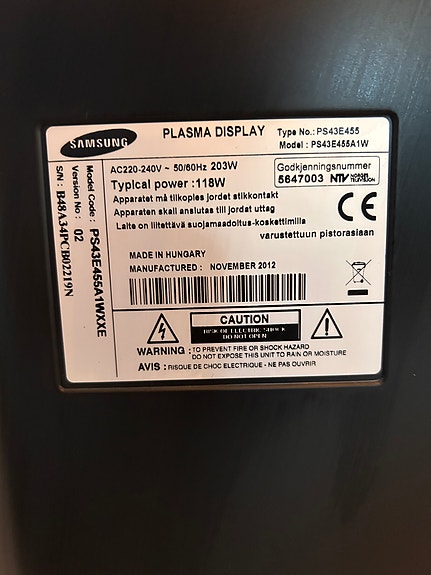 SAMSUNG
PLASMA DISPLAY
Type No.: PS43E455
Model : PS43E455A1W
AC220-240V ~ 50/60Hz 203W
Typical power :118W
Godkjenningsnummer
5647003 NTV NORSES TELEVISION
Apparatet må tilkoples jordet stikkontakt
Apparaten skall anslutas till jordat uttag
Laite on liitettävä suojamaadoitus-koskettimilla
varustettuun pistorasiaan
CE
MADE IN HUNGARY
MANUFACTURED : NOVEMBER 2012
CAUTION
RISK OF ELECTRIC SHOCK
DO NOT OPEN
WARNING : TO PREVENT FIRE OR SHOCK HAZARD
DO NOT EXPOSE THIS UNIT TO RAIN OR MOISTURE
AVIS : RISQUE DE CHOC ELECTRIQUE - NE PAS OUVRIR
Model Code : PS43E455A1WXXE
Version : 02
S/N : B48A34PCB02219N